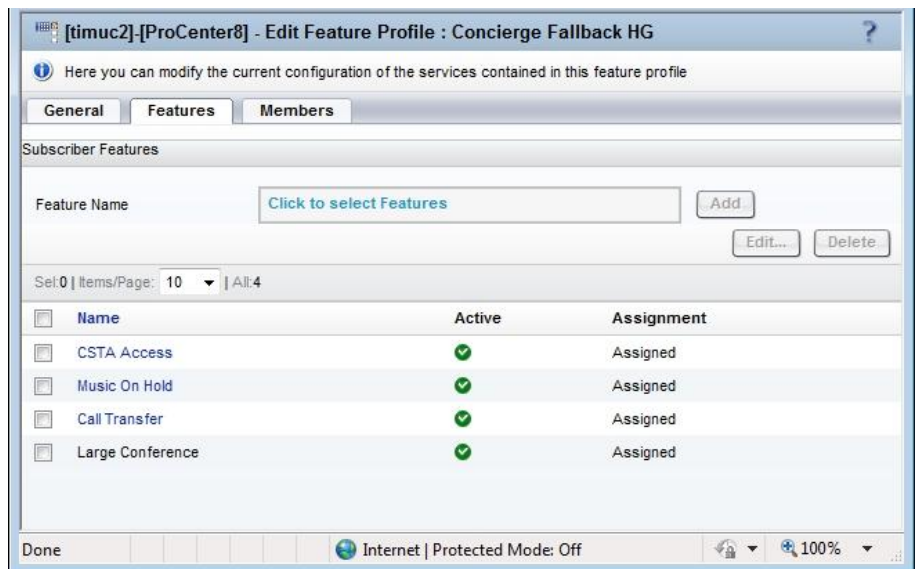 [timuc2]-[ProCenter8] - Edit Feature Profile : Concierge Fallback HG ?
Here you can modify the current configuration of the services contained in this feature profile
General Features Members
Subscriber Features
Feature Name Click to select Features Add
Edit... Delete
Sel:0 | Items/Page: 10 | All:4
Name Active Assignment
CSTA Access Assigned
Music On Hold Assigned
Call Transfer Assigned
Large Conference Assigned
Done Internet | Protected Mode: Off 100%